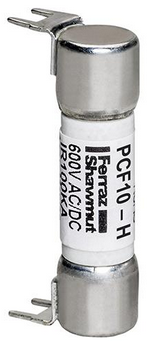 PCF10-H
Ferraz
Shawmut
600V AC/DC
IR100KA